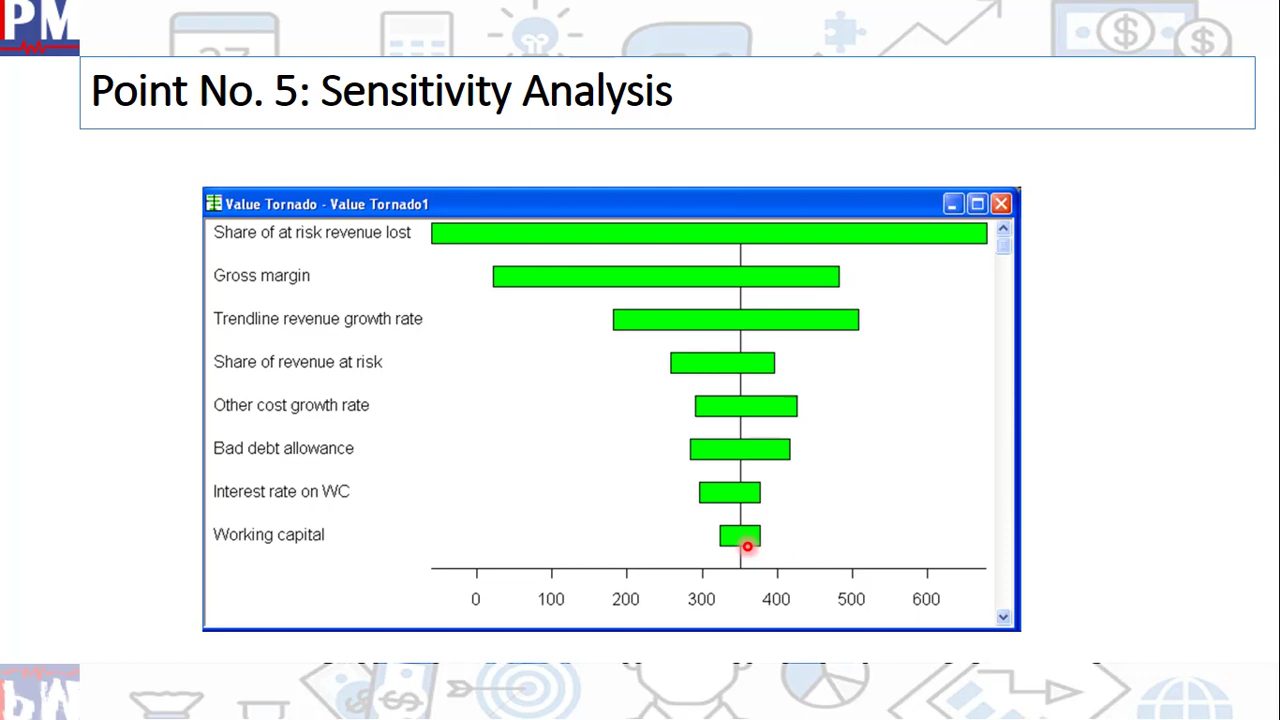 PM
Point No. 5: Sensitivity Analysis
Value Tornado - Value Tornado1
Share of at risk revenue lost
Gross margin
Trendline revenue growth rate
Share of revenue at risk
Other cost growth rate
Bad debt allowance
Interest rate on WC
Working capital
0 100 200 300 400 500 600